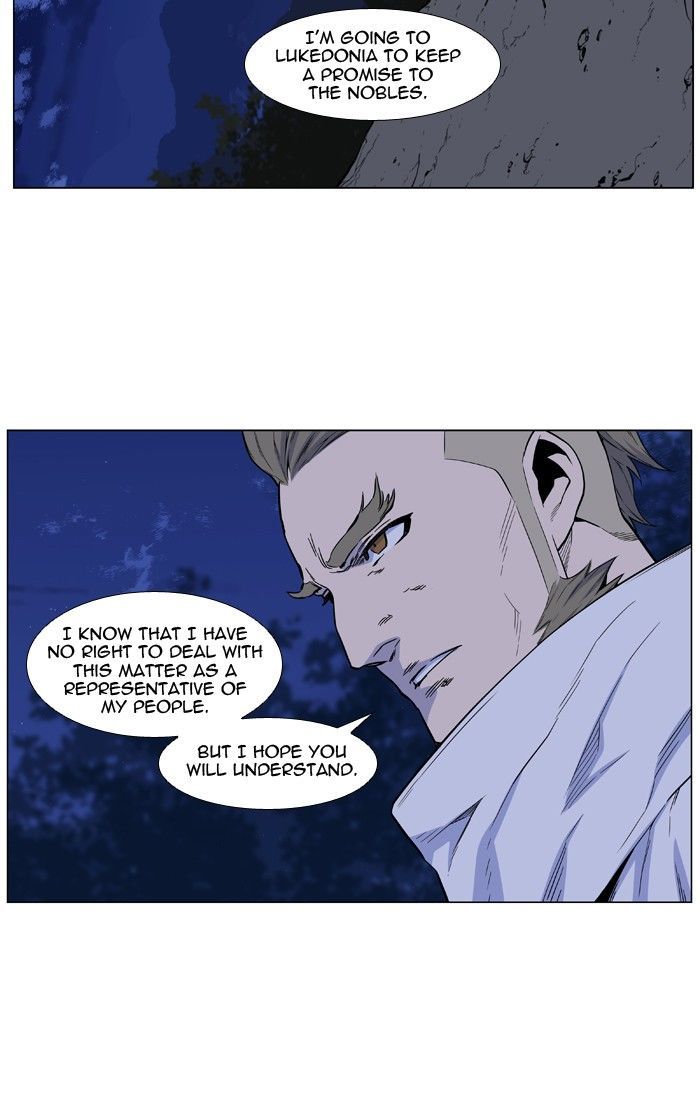 I'M GOING TO
LUKEDONIA TO KEEP
A PROMISE TO
THE NOBLES.
I KNOW THAT I HAVE
NO RIGHT TO DEAL WITH
THIS MATTER AS A
REPRESENTATIVE OF
MY PEOPLE.
BUT I HOPE YOU
WILL UNDERSTAND.